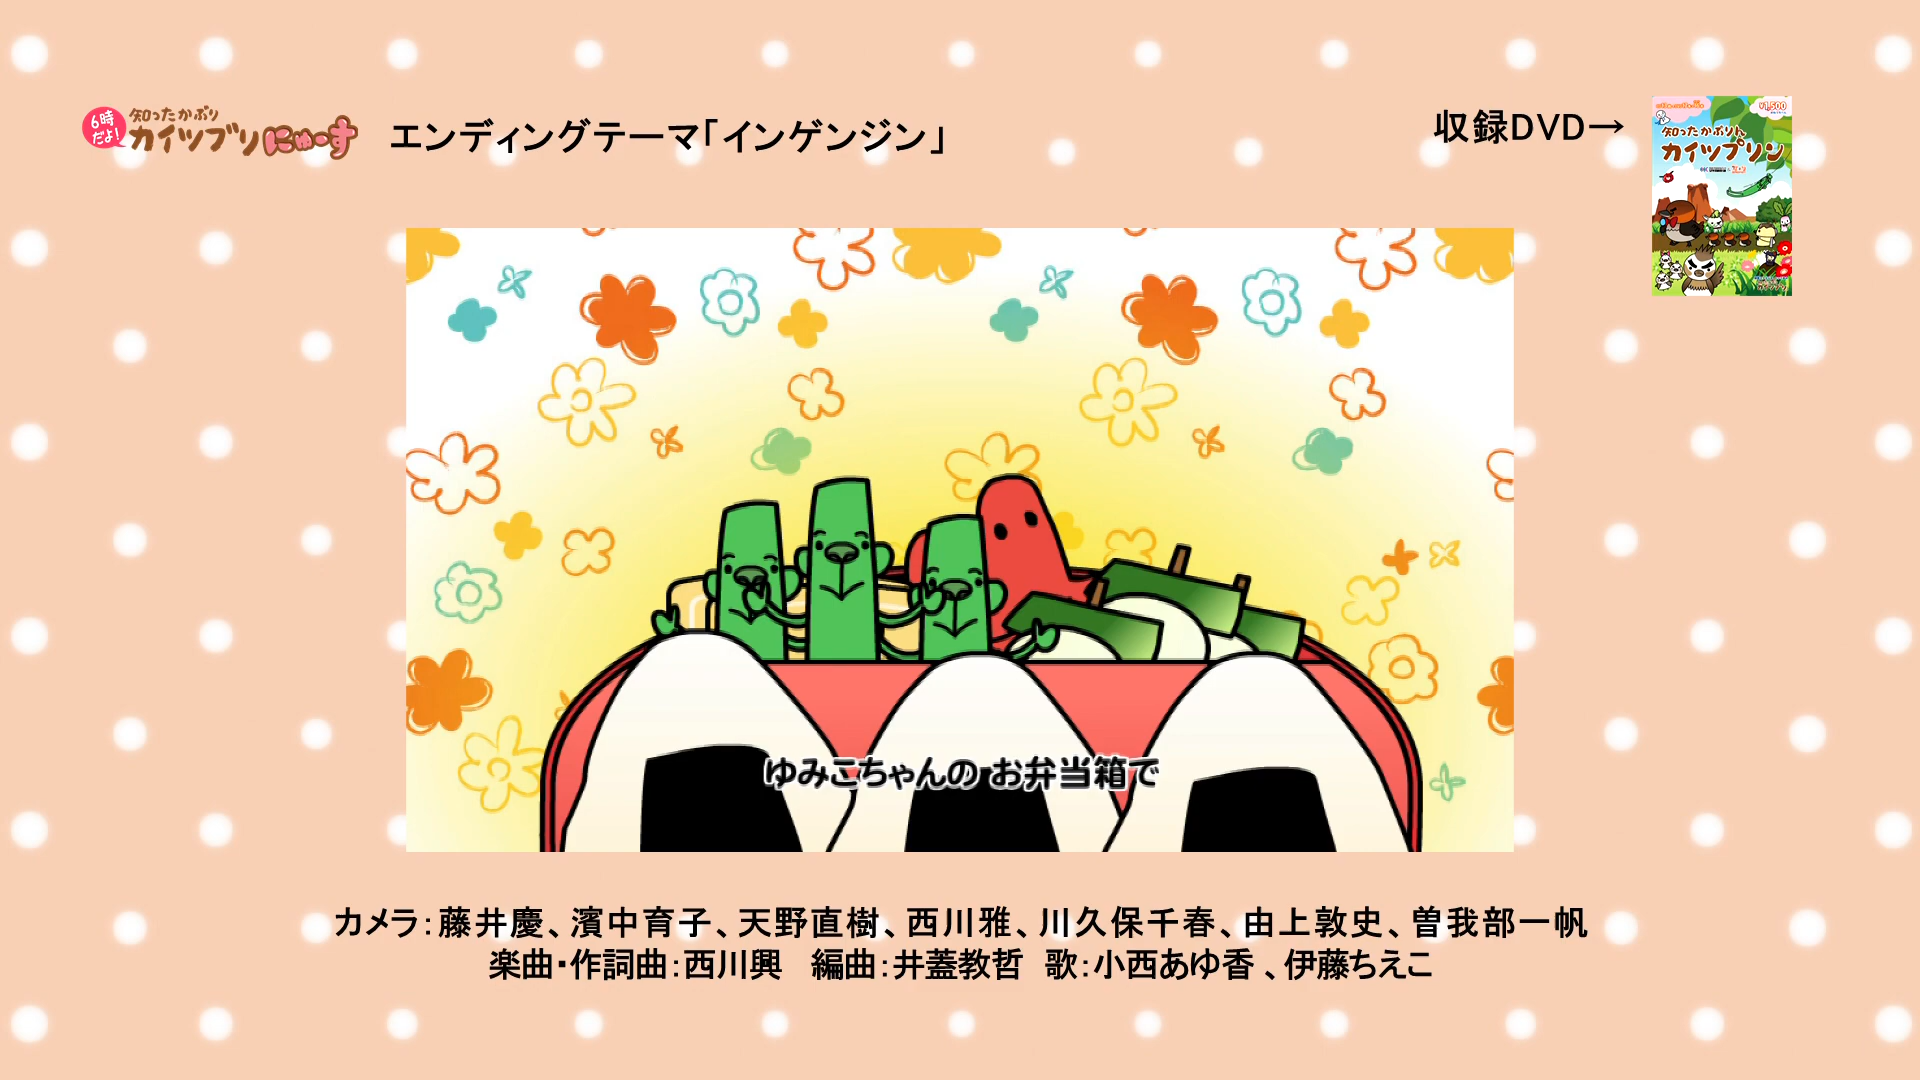 6時だよ!
知ったかぶり
カイツブリにゅーす
エンディングテーマ「インゲンジン」
収録DVD→
¥1,500
知ったかぶりん
カイツプリン
ゆみこちゃんの お弁当箱で
カメラ:藤井慶、濱中育子、天野直樹、西川雅、川久保千春、由上敦史、曽我部一帆
楽曲・作詞曲:西川興　編曲:井蓋教哲　歌:小西あゆ香 、伊藤ちえこ